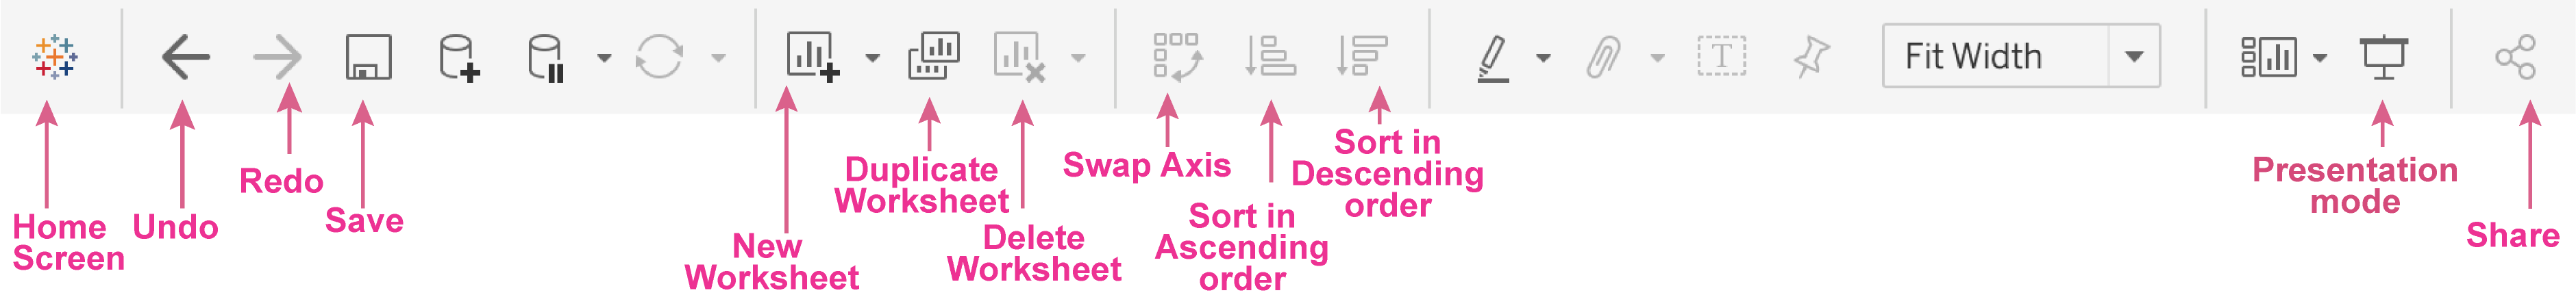 Fit Width
T
Home
Screen
Undo
Redo
Save
New
Worksheet
Duplicate
Worksheet
Delete
Worksheet
Swap Axis
Sort in
Ascending
order
Sort in
Descending
order
Presentation
mode
Share